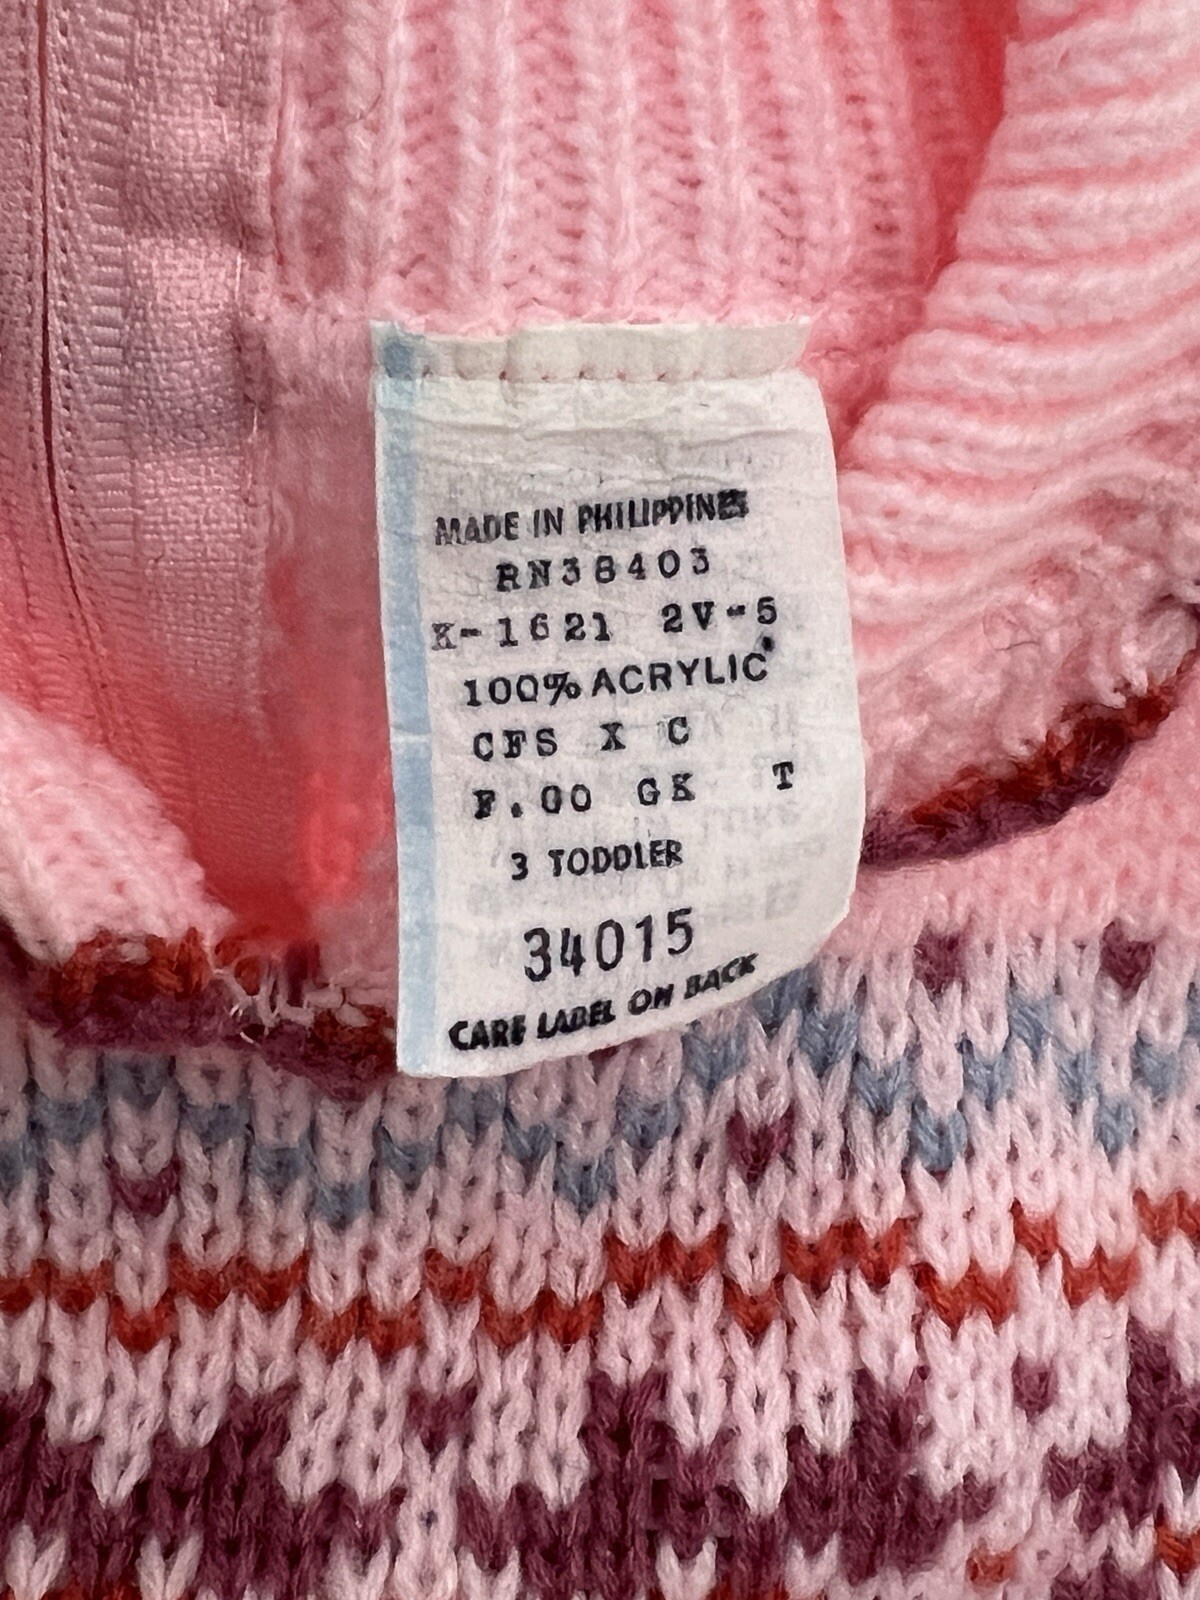 MADE IN PHILIPPINES
RN38403
K-1621 2V-5
100% ACRYLIC
CFS X C
F.00 GK T
3 TODDLER
34015
CARE LABEL ON BACK